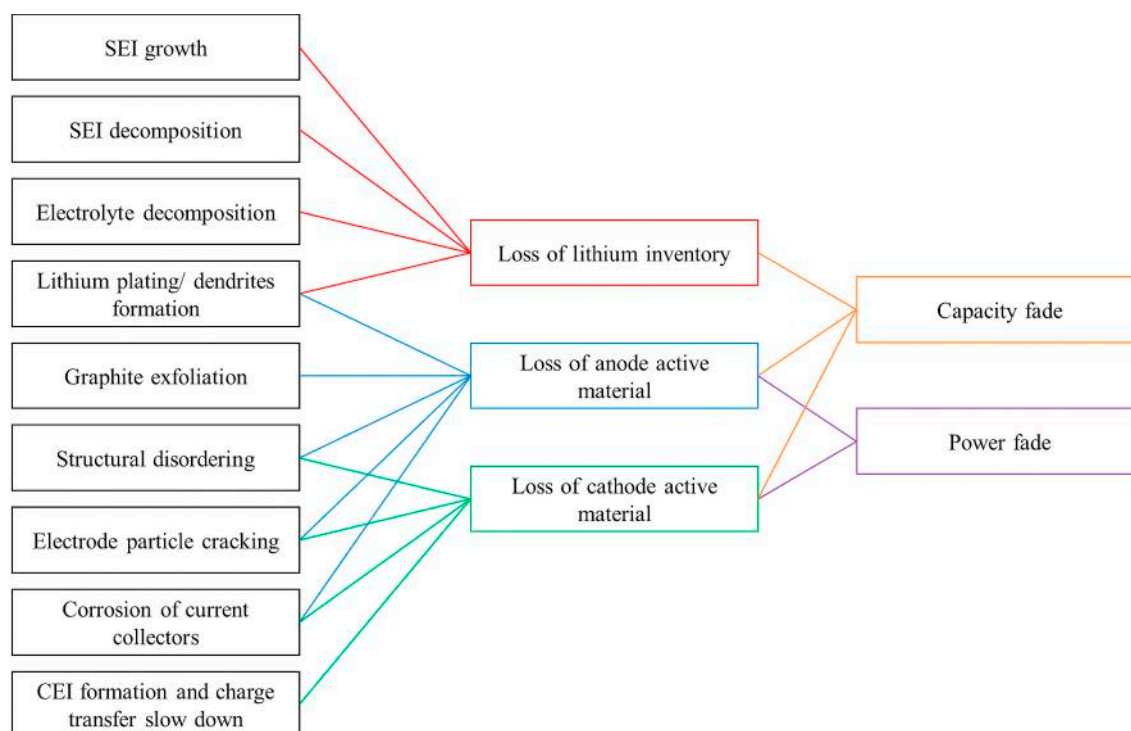 SEI growth
SEI decomposition
Electrolyte decomposition
Lithium plating/ dendrites
formation
Graphite exfoliation
Structural disordering
Electrode particle cracking
Corrosion of current
collectors
CEI formation and charge
transfer slow down
Loss of lithium inventory
Loss of anode active
material
Loss of cathode active
material
Capacity fade
Power fade